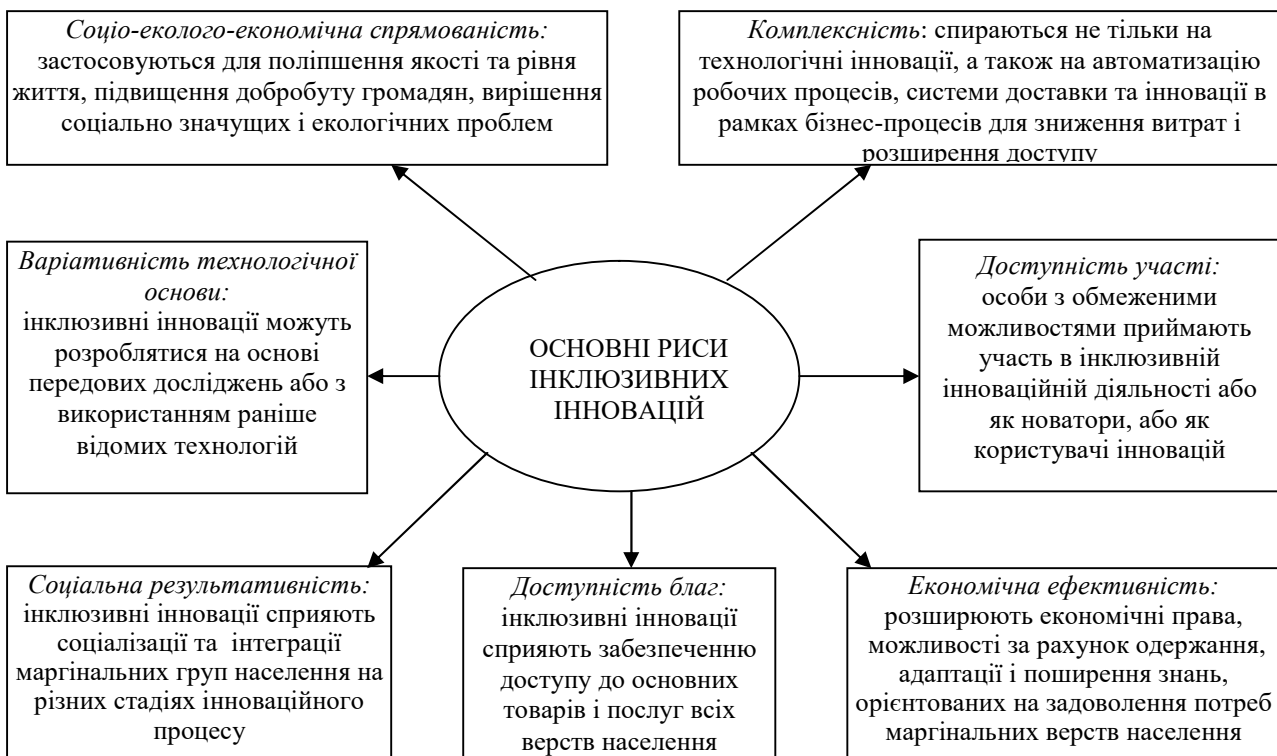 Соціо-еколого-економічна спрямованість:
застосовуються для поліпшення якості та рівня
життя, підвищення добробуту громадян, вирішення
соціально значущих і екологічних проблем
Комплексність: спираються не тільки на
технологічні інновації, а також на автоматизацію
робочих процесів, системи доставки та інновації в
рамках бізнес-процесів для зниження витрат і
розширення доступу
Варіативність технологічної
основи:
інклюзивні інновації можуть
розроблятися на основі
передових досліджень або з
використанням раніше
відомих технологій
ОСНОВНІ РИСИ
ІНКЛЮЗИВНИХ
ІННОВАЦІЙ
Доступність участі:
особи з обмеженими
можливостями приймають
участь в інклюзивній
інноваційній діяльності або
як новатори, або як
користувачі інновацій
Соціальна результативність:
інклюзивні інновації сприяють
соціалізації та інтеграції
маргінальних груп населення на
різних стадіях інноваційного
процесу
Доступність благ:
інклюзивні інновації
сприяють забезпеченню
доступу до основних
товарів і послуг всіх
верств населення
Економічна ефективність:
розширюють економічні права,
можливості за рахунок одержання,
адаптації і поширення знань,
орієнтованих на задоволення потреб
маргінальних верств населення